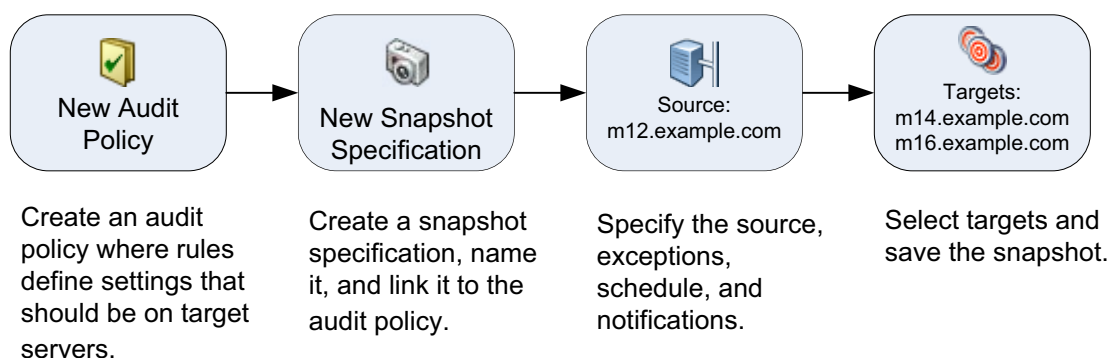 New Audit
Policy
New Snapshot
Specification
Source:
m12.example.com
Targets:
m14.example.com
m16.example.com
Create an audit
policy where rules
define settings that
should be on target
servers.
Create a snapshot
specification, name
it, and link it to the
audit policy.
Specify the source,
exceptions,
schedule, and
notifications.
Select targets and
save the snapshot.